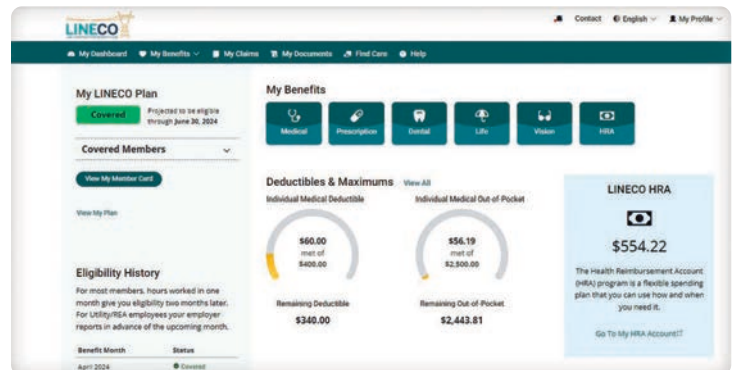 LINECO
Contact English My Profile
My Dashboard My Benefits My Claims My Documents Find Care Help
My LINECO Plan
Covered
Projected to be eligible
through June 30, 2024
Covered Members
View My Member Card
View My Plan
Eligibility History
For most members, hours worked in one
month give you eligibility two months later.
For Utility/REA employees your employer
reports in advance of the upcoming month.
Benefit Month Status
April 2024 Covered
My Benefits
Medical Prescription Dental Life Vision HRA
Deductibles & Maximums View All
Individual Medical Deductible
$60.00
met of
$400.00
Remaining Deductible
$340.00
Individual Medical Out-of-Pocket
$56.19
met of
$2,500.00
Remaining Out-of-Pocket
$2,443.81
LINECO HRA
$554.22
The Health Reimbursement Account
(HRA) program is a flexible spending
plan that you can use how and when
you need it.
Go To My HRA Account